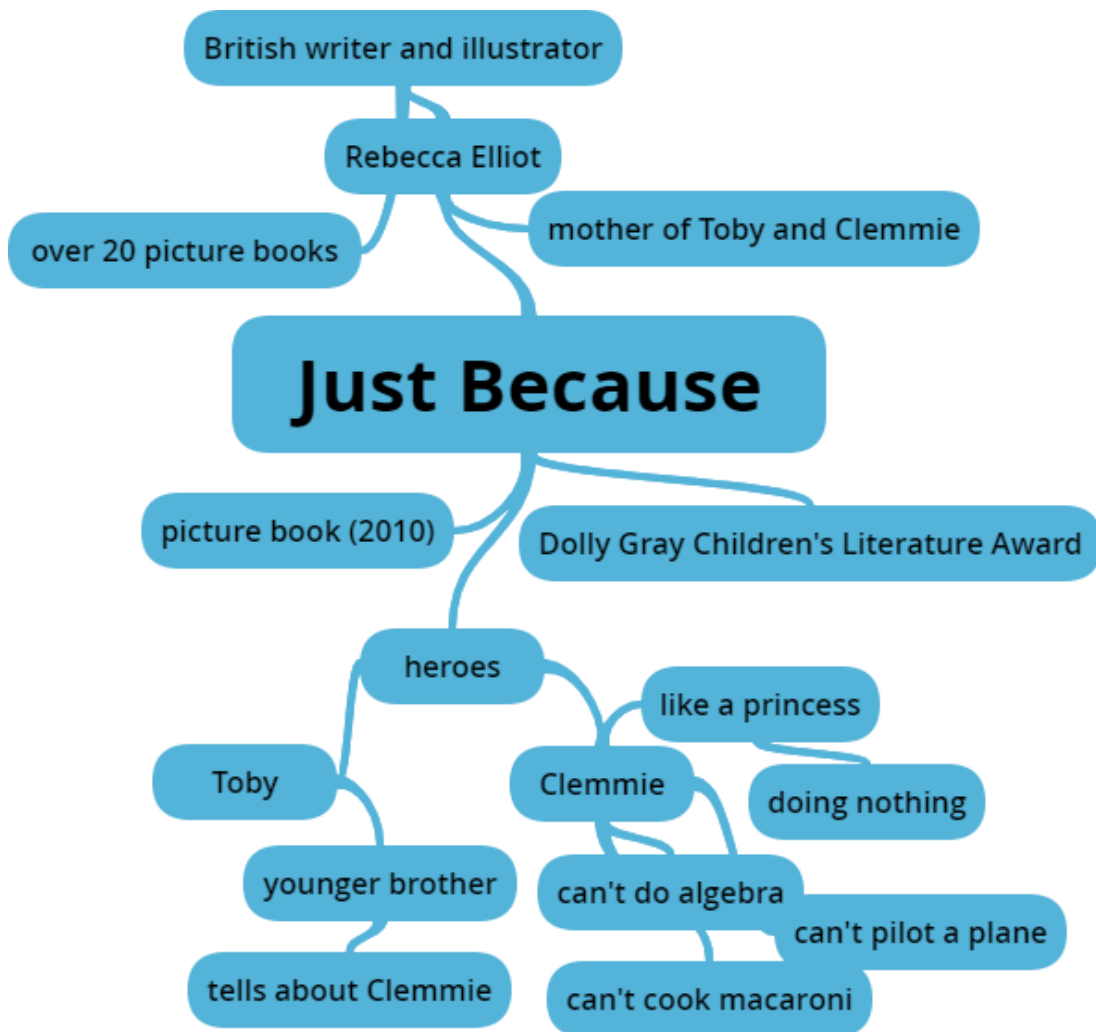 British writer and illustrator
Rebecca Elliot
mother of Toby and Clemmie
over 20 picture books
Just Because
picture book (2010)
Dolly Gray Children's Literature Award
heroes
like a princess
Toby
Clemmie
doing nothing
younger brother
can't do algebra
can't pilot a plane
tells about Clemmie
can't cook macaroni